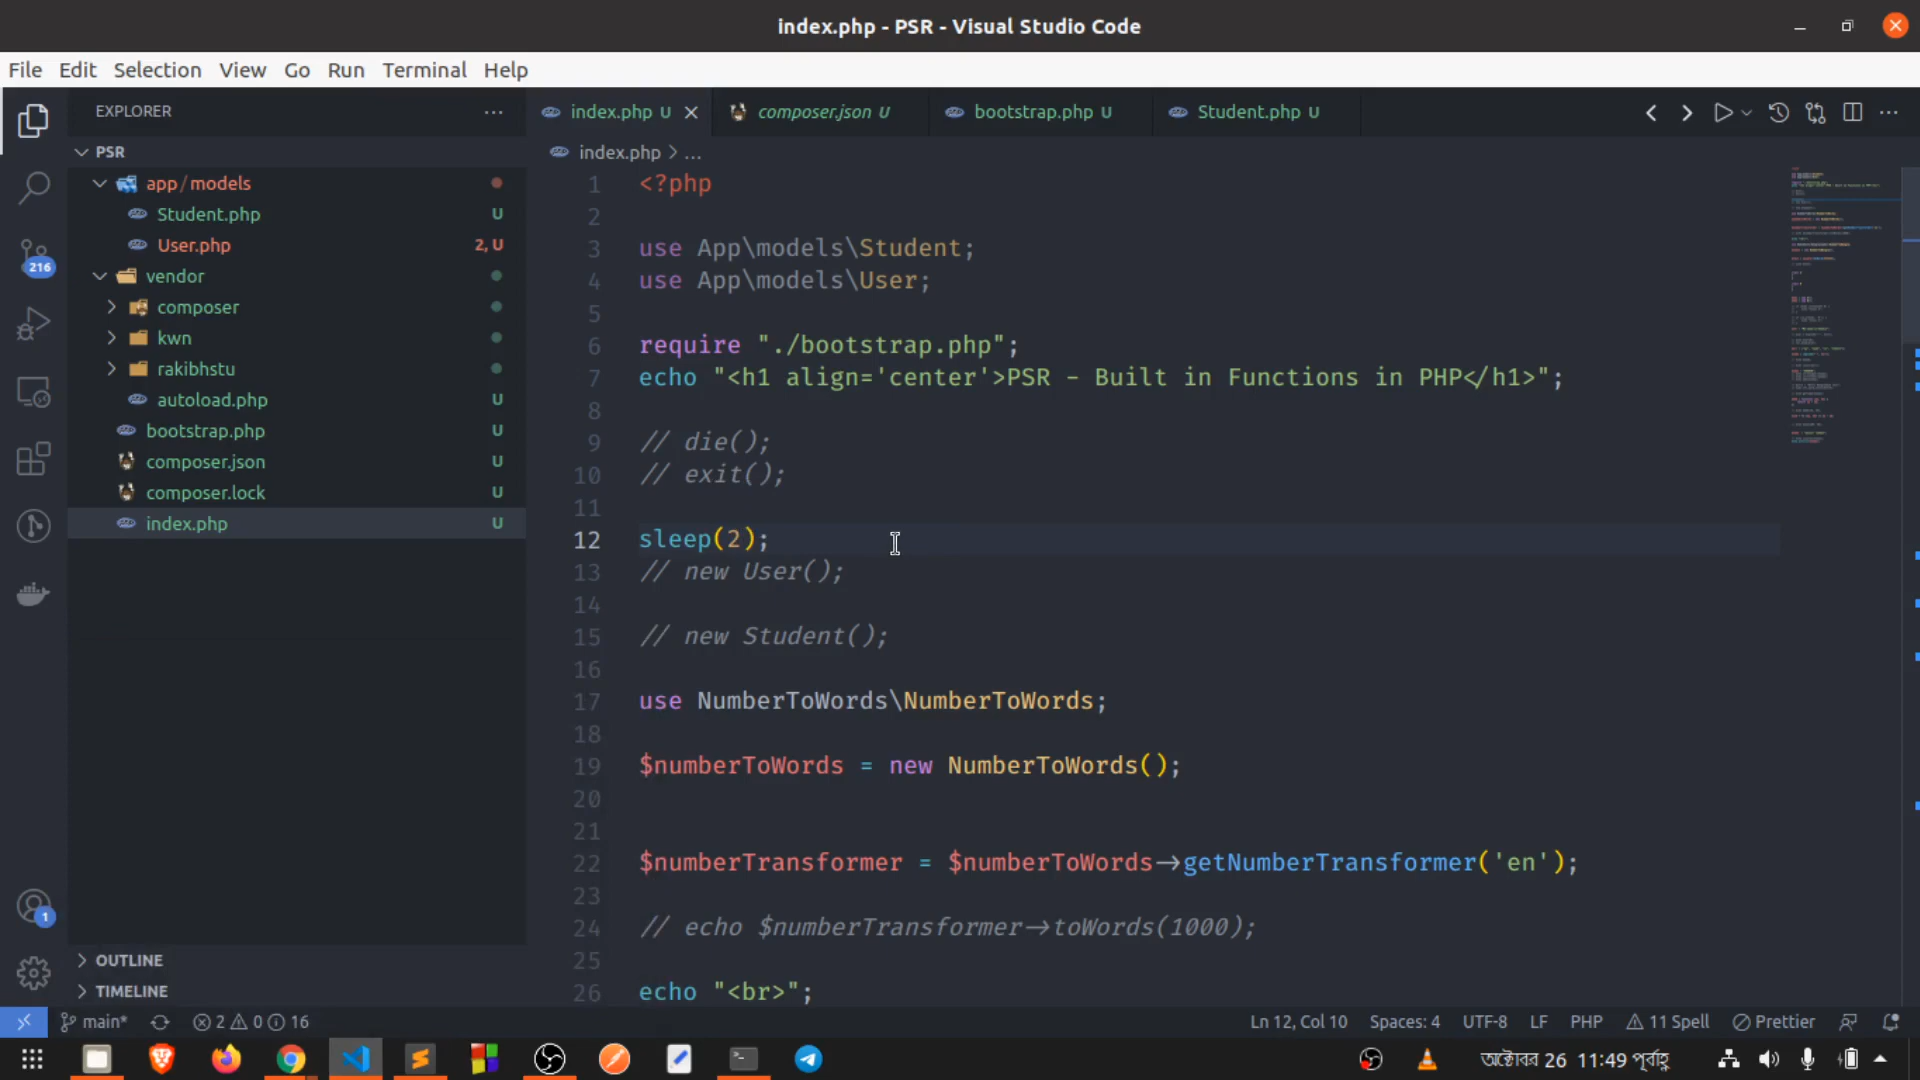 index.php - PSR - Visual Studio Code
File Edit Selection View Go Run Terminal Help
EXPLORER
index.php U
composer.json U
bootstrap.php U
Student.php U
PSR
index.php > ...
app/models
Student.php U
User.php 2, U
vendor
composer
kwn
rakibhstu
autoload.php U
bootstrap.php U
composer.json U
composer.lock U
index.php U
OUTLINE
TIMELINE
216
1
1 <?php
2
3 use App\models\Student;
4 use App\models\User;
5
6 require "./bootstrap.php";
7 echo "<h1 align='center'>PSR - Built in Functions in PHP</h1>";
8
9 // die();
10 // exit();
11
12 sleep(2);
13 // new User();
14
15 // new Student();
16
17 use NumberToWords\NumberToWords;
18
19 $numberToWords = new NumberToWords();
20
21
22 $numberTransformer = $numberToWords->getNumberTransformer('en');
23
24 // echo $numberTransformer->toWords(1000);
25
26 echo "<br>";
main* 2 0 16 Ln 12, Col 10 Spaces: 4 UTF-8 LF PHP 11 Spell Prettier
অক্টোবর 26 11:49 পূর্বাহ্ণ